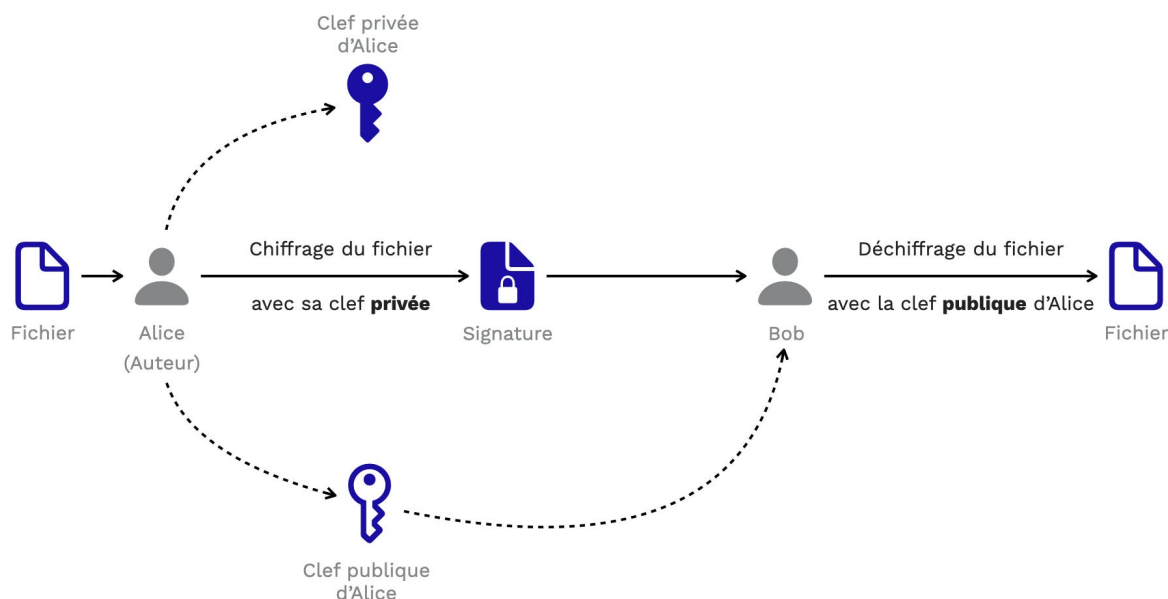 Clef privée
d'Alice
Chiffrage du fichier
avec sa clef privée
Déchiffrage du fichier
avec la clef publique d'Alice
Fichier
Alice
(Auteur)
Signature
Bob
Fichier
Clef publique
d'Alice